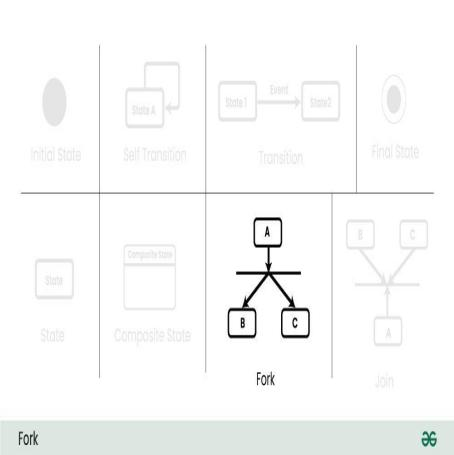 State A
State 1
Event
State2
Initial State
Self Transition
Transition
Final State
State
Composite State
State
Composite State
A
B
C
Fork
B
C
A
Join
Fork